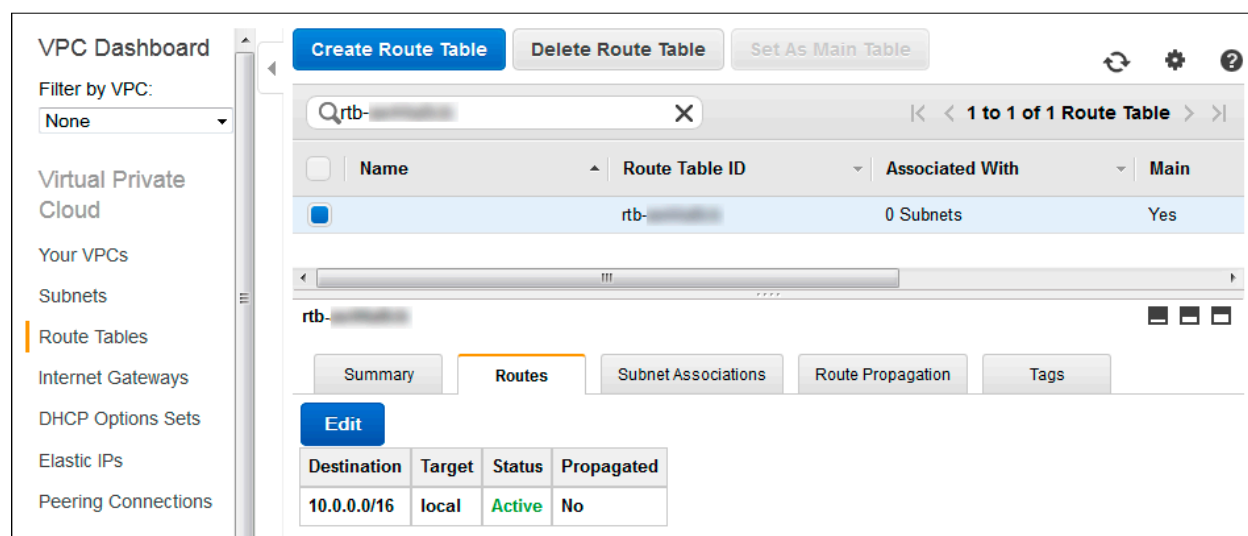 VPC Dashboard
Filter by VPC:
None
Virtual Private
Cloud
Your VPCs
Subnets
Route Tables
Internet Gateways
DHCP Options Sets
Elastic IPs
Peering Connections
Create Route Table Delete Route Table Set As Main Table
rtb- 1 to 1 of 1 Route Table
Name Route Table ID Associated With Main
rtb- 0 Subnets Yes
rtb-
Summary Routes Subnet Associations Route Propagation Tags
Edit
Destination Target Status Propagated
10.0.0.0/16 local Active No